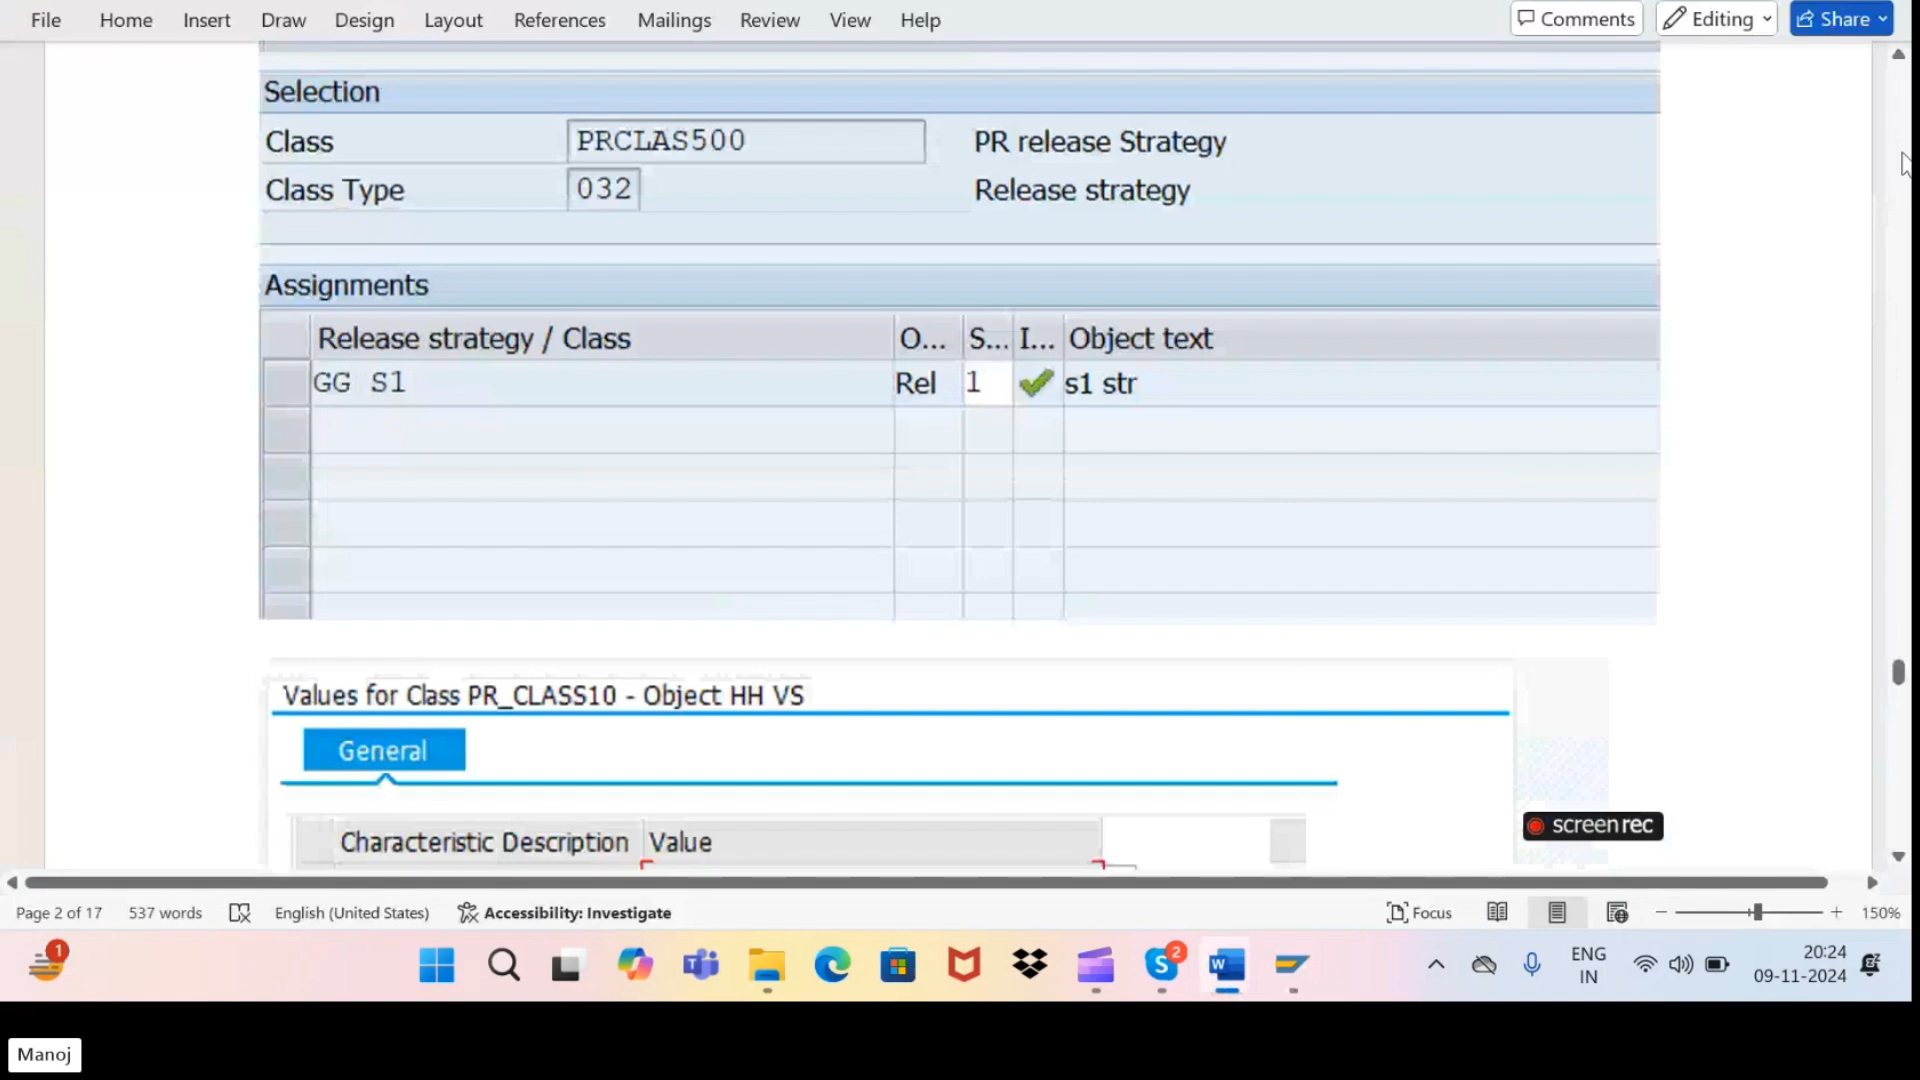 File Home Insert Draw Design Layout References Mailings Review View Help Comments Editing Share
Selection
Class PRCLAS500 PR release Strategy
Class Type 032 Release strategy
Assignments
Release strategy / Class O... S... I... Object text
GG S1 Rel 1 s1 str
Values for Class PR_CLASS10 - Object HH VS
General
Characteristic Description Value
screenrec
Page 2 of 17 537 words English (United States) Accessibility: Investigate Focus 150%
1 2 ENG 20:24
IN 09-11-2024
Manoj